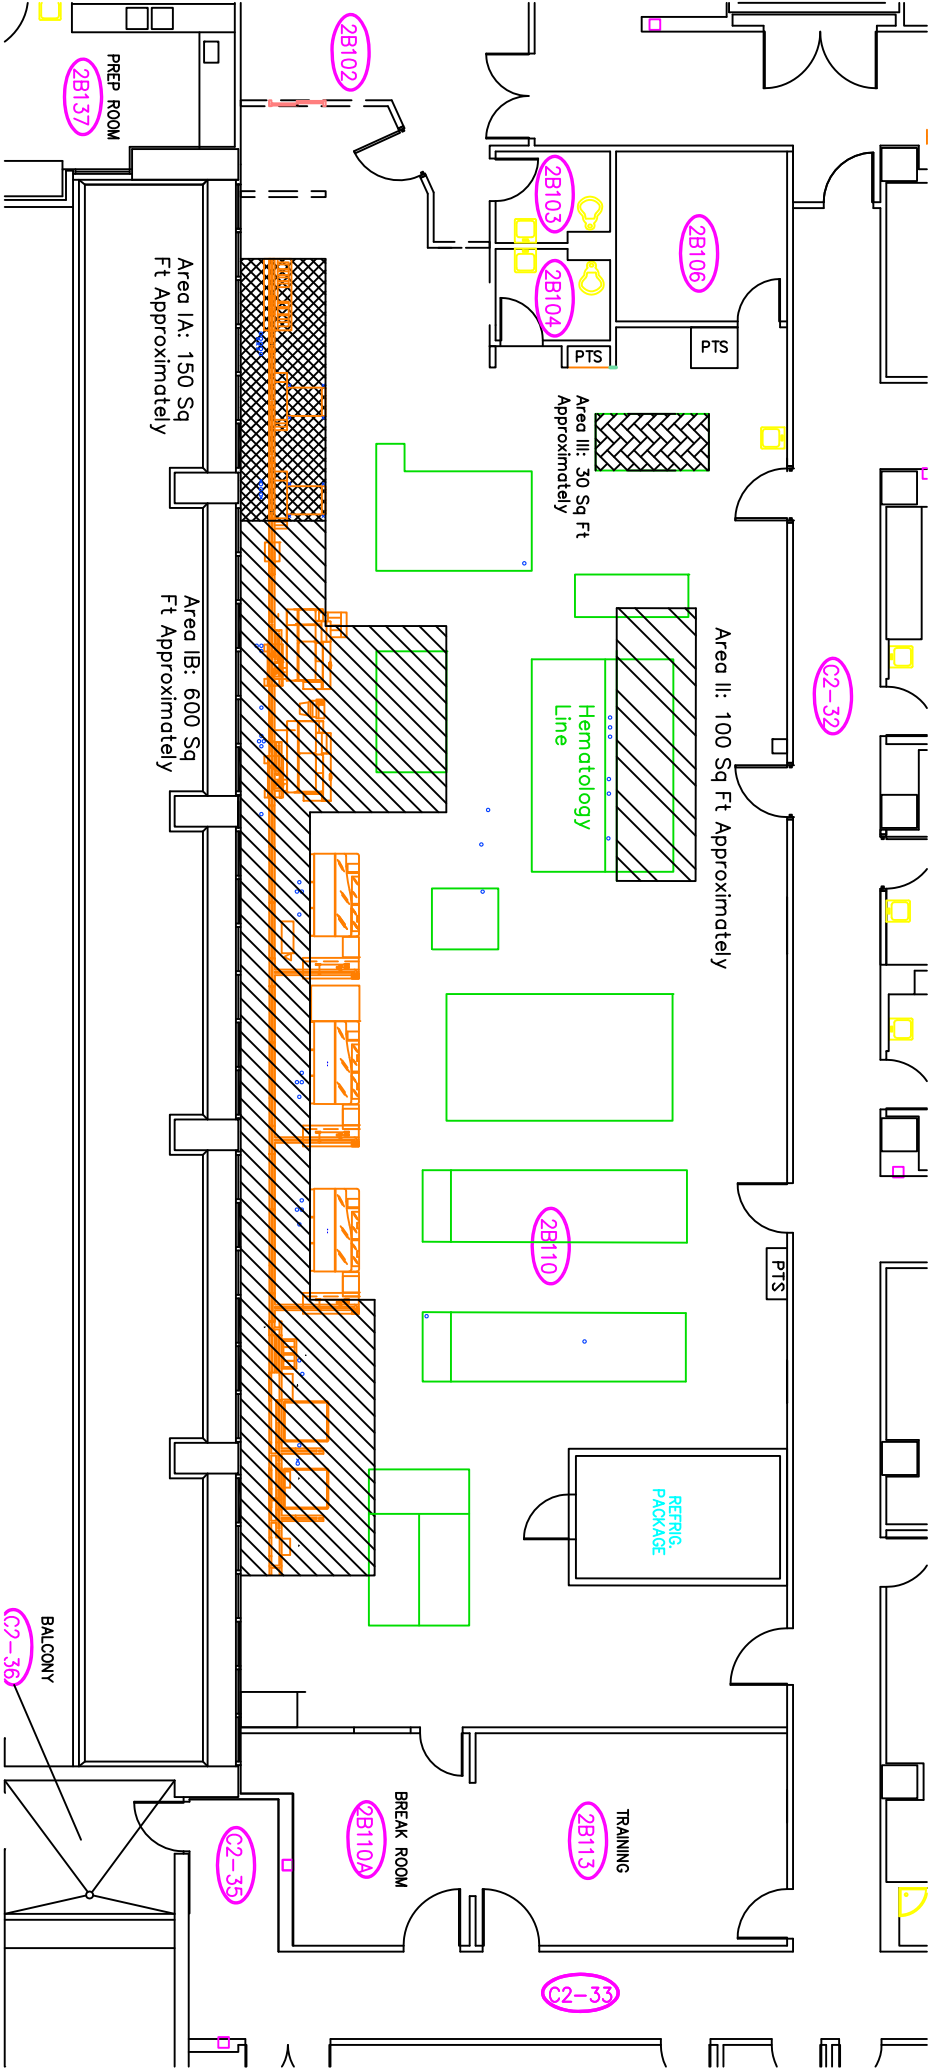 2B102
PREP ROOM
2B137
2B103
2B106
2B104
PTS
PTS
Area IA: 150 Sq
Ft Approximately
Area III: 30 Sq Ft
Approximately
Area IB: 600 Sq
Ft Approximately
Area II: 100 Sq Ft Approximately
C2-32
Hematology
Line
2B110
PTS
REFRIG.
PACKAGE
BALCONY
C2-36
BREAK ROOM
2B110A
TRAINING
2B113
C2-35
C2-33